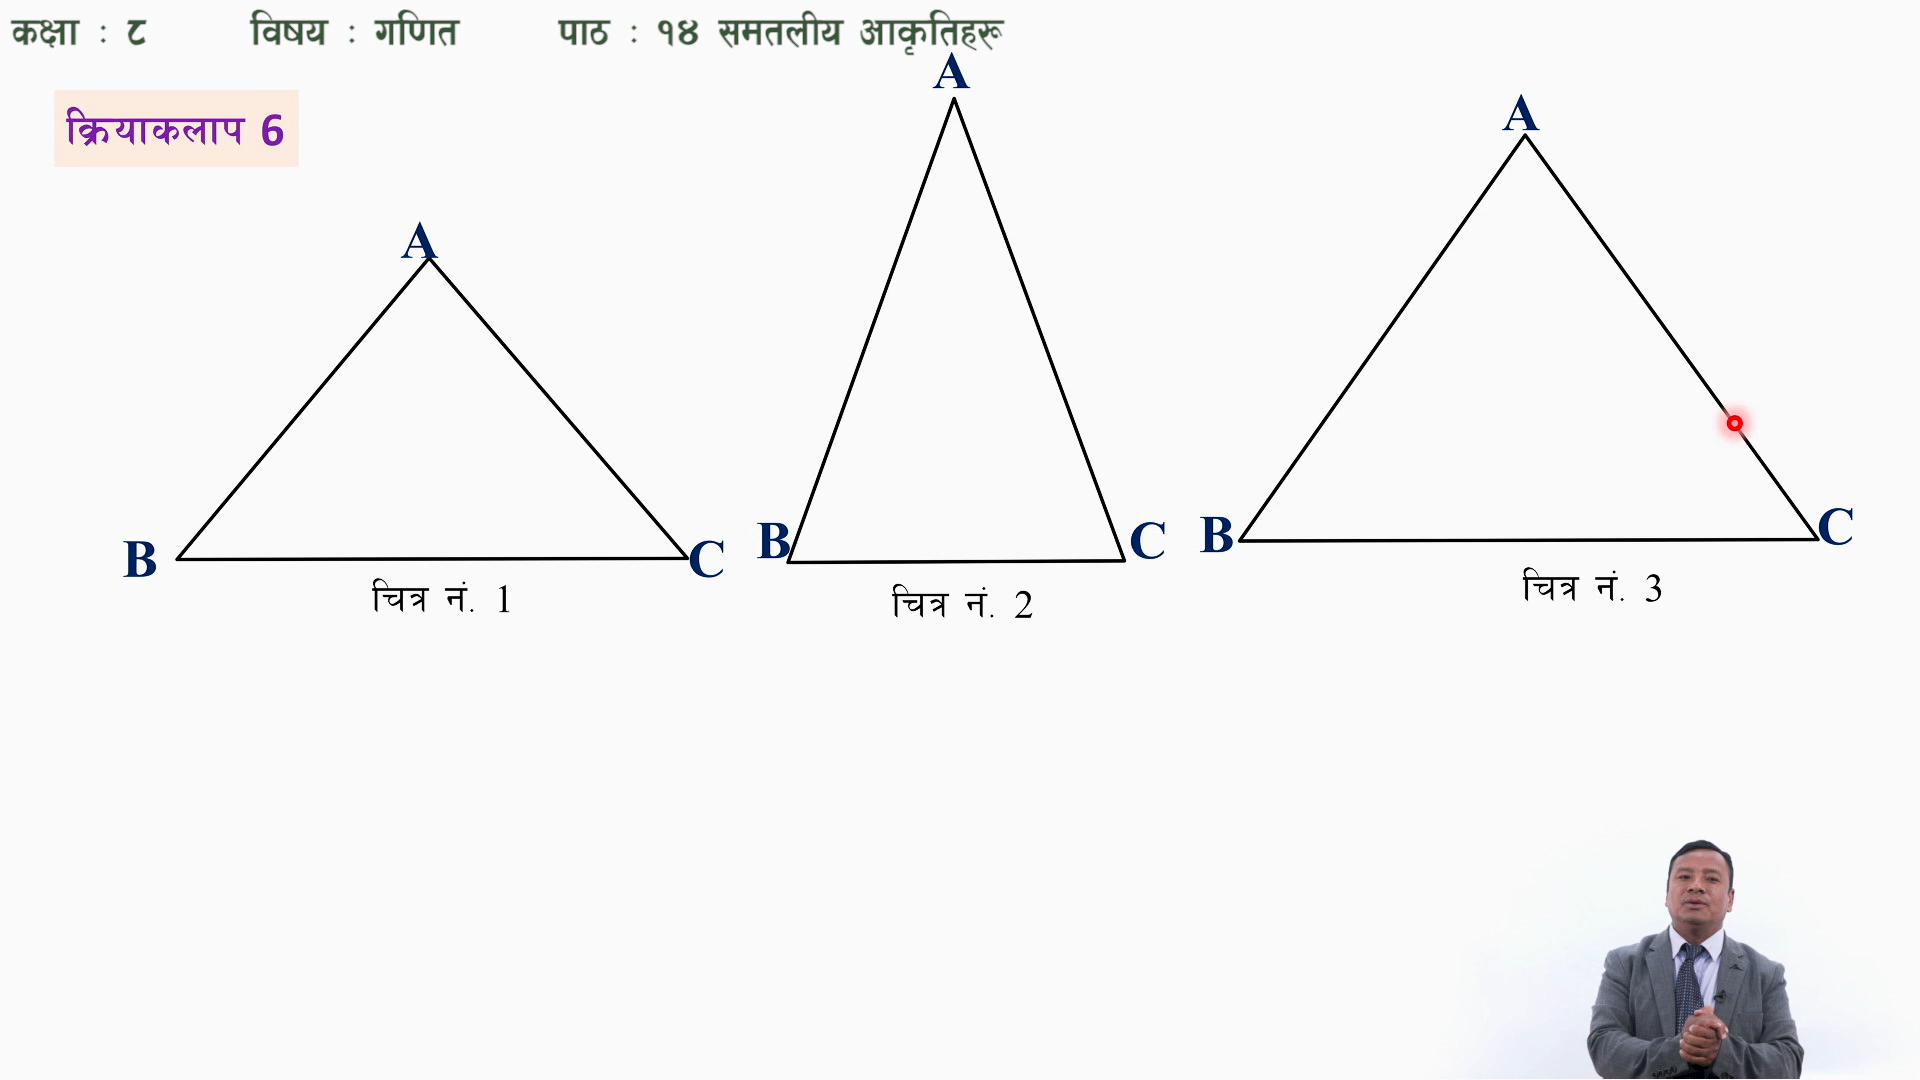 कक्षा : ८ विषय : गणित पाठ : १४ समतलीय आकृतिहरू
क्रियाकलाप 6
A
B
C
चित्र नं. 1
A
B
C
चित्र नं. 2
A
B
C
चित्र नं. 3